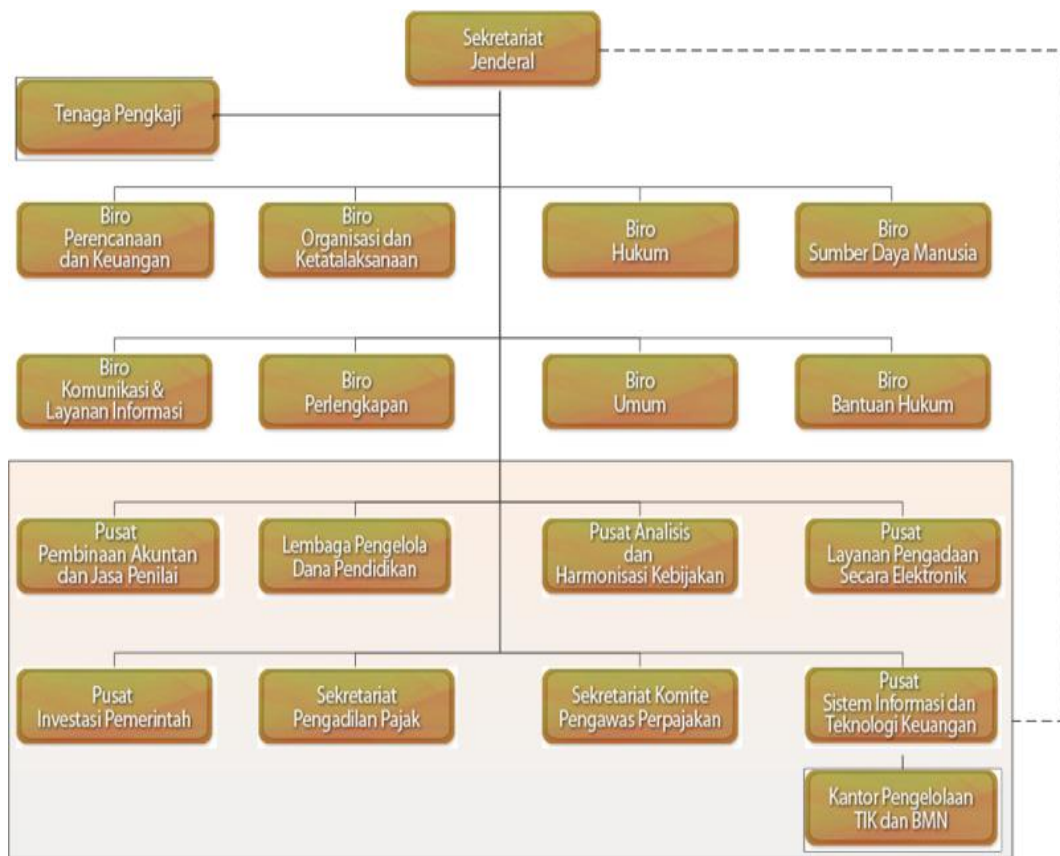 Sekretariat
Jenderal
Tenaga Pengkaji
Biro
Perencanaan
dan Keuangan
Biro
Organisasi dan
Ketatalaksanaan
Biro
Hukum
Biro
Sumber Daya Manusia
Biro
Komunikasi &
Layanan Informasi
Biro
Perlengkapan
Biro
Umum
Biro
Bantuan Hukum
Pusat
Pembinaan Akuntan
dan Jasa Penilai
Lembaga Pengelola
Dana Pendidikan
Pusat Analisis
dan
Harmonisasi Kebijakan
Pusat
Layanan Pengadaan
Secara Elektronik
Pusat
Investasi Pemerintah
Sekretariat
Pengadilan Pajak
Sekretariat Komite
Pengawas Perpajakan
Pusat
Sistem Informasi dan
Teknologi Keuangan
Kantor Pengelolaan
TIK dan BMN